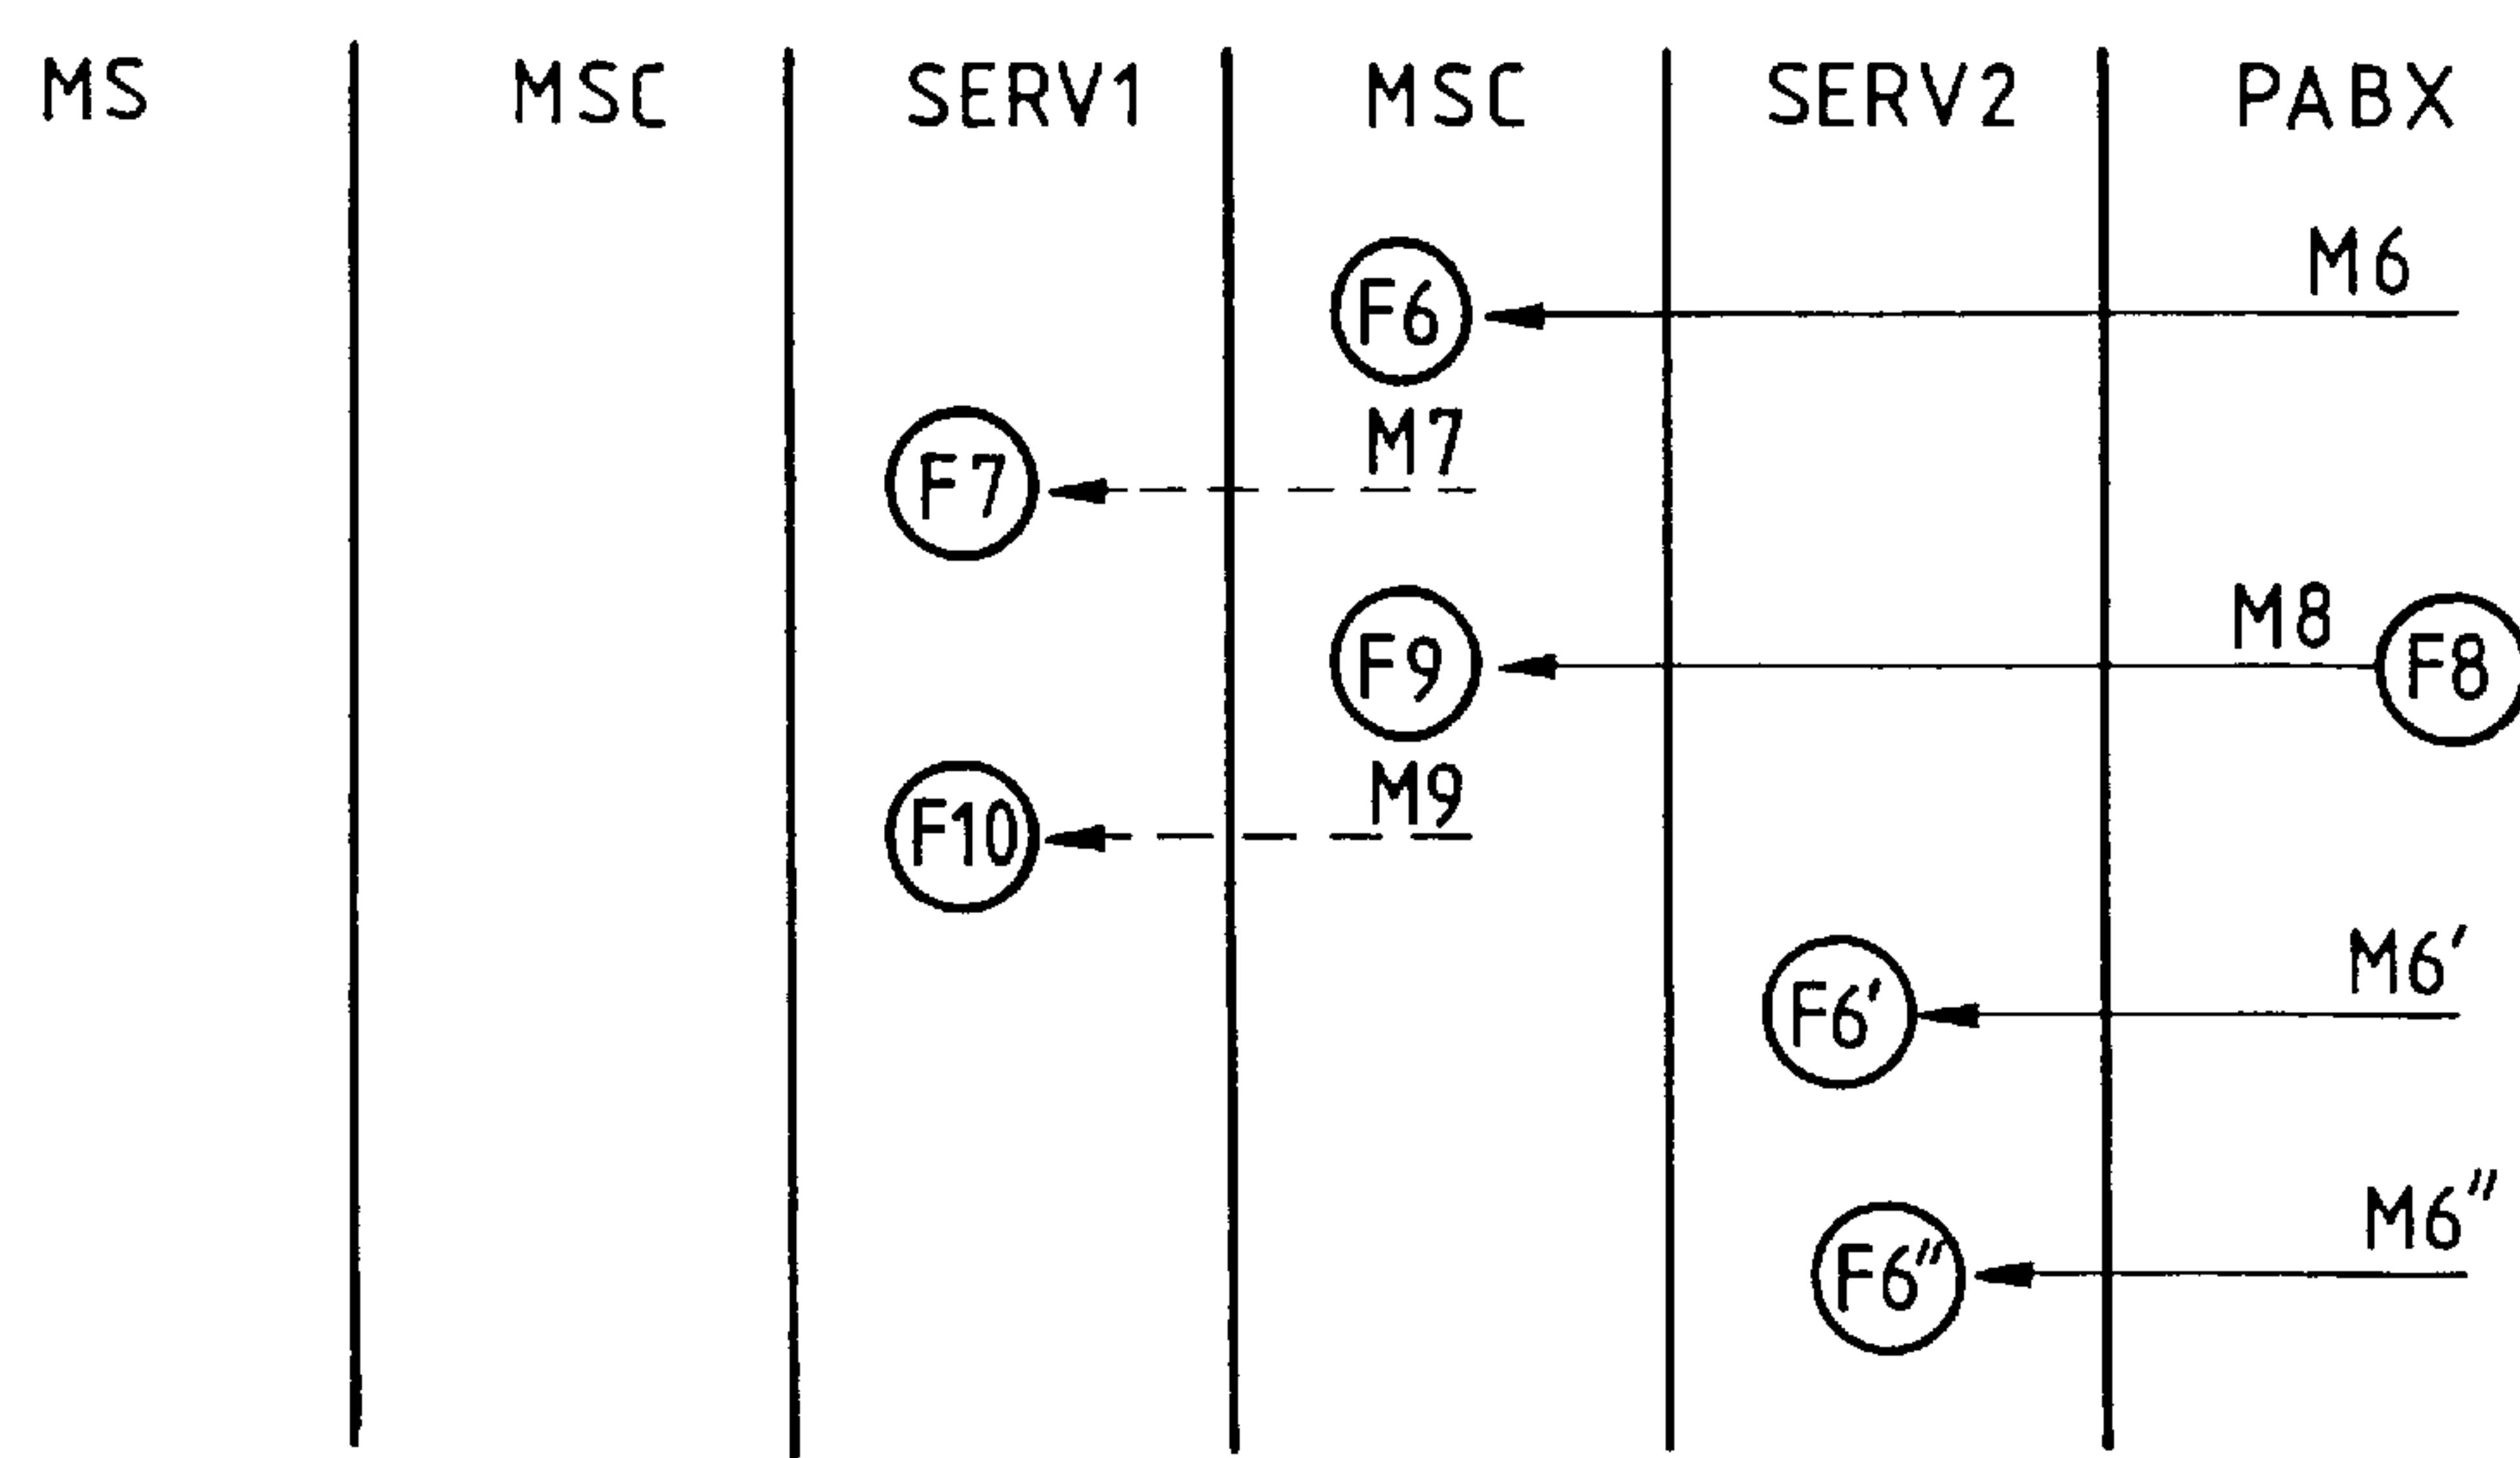 MS MSC SERV1 MSC SERV2 PABX
M6
F6
M7
F7
M8
F9 F8
M9
F10
M6′
F6′
M6″
F6″